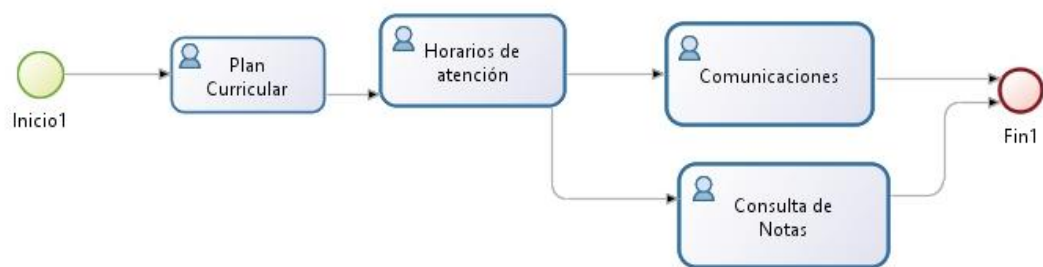 Inicio1
Plan
Curricular
Horarios de
atención
Comunicaciones
Consulta de
Notas
Fin1